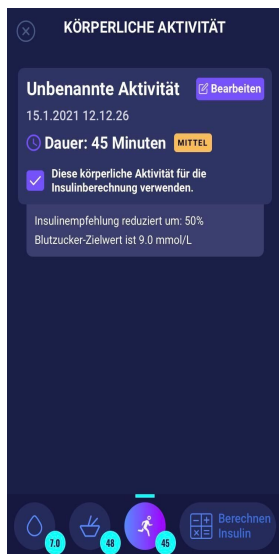 KÖRPERLICHE AKTIVITÄT
Unbenannte Aktivität
Bearbeiten
15.1.2021 12.12.26
Dauer: 45 Minuten
MITTEL
Diese körperliche Aktivität für die
Insulinberechnung verwenden.
Insulinempfehlung reduziert um: 50%
Blutzucker-Zielwert ist 9.0 mmol/L
7.0
48
45
Berechnen
Insulin